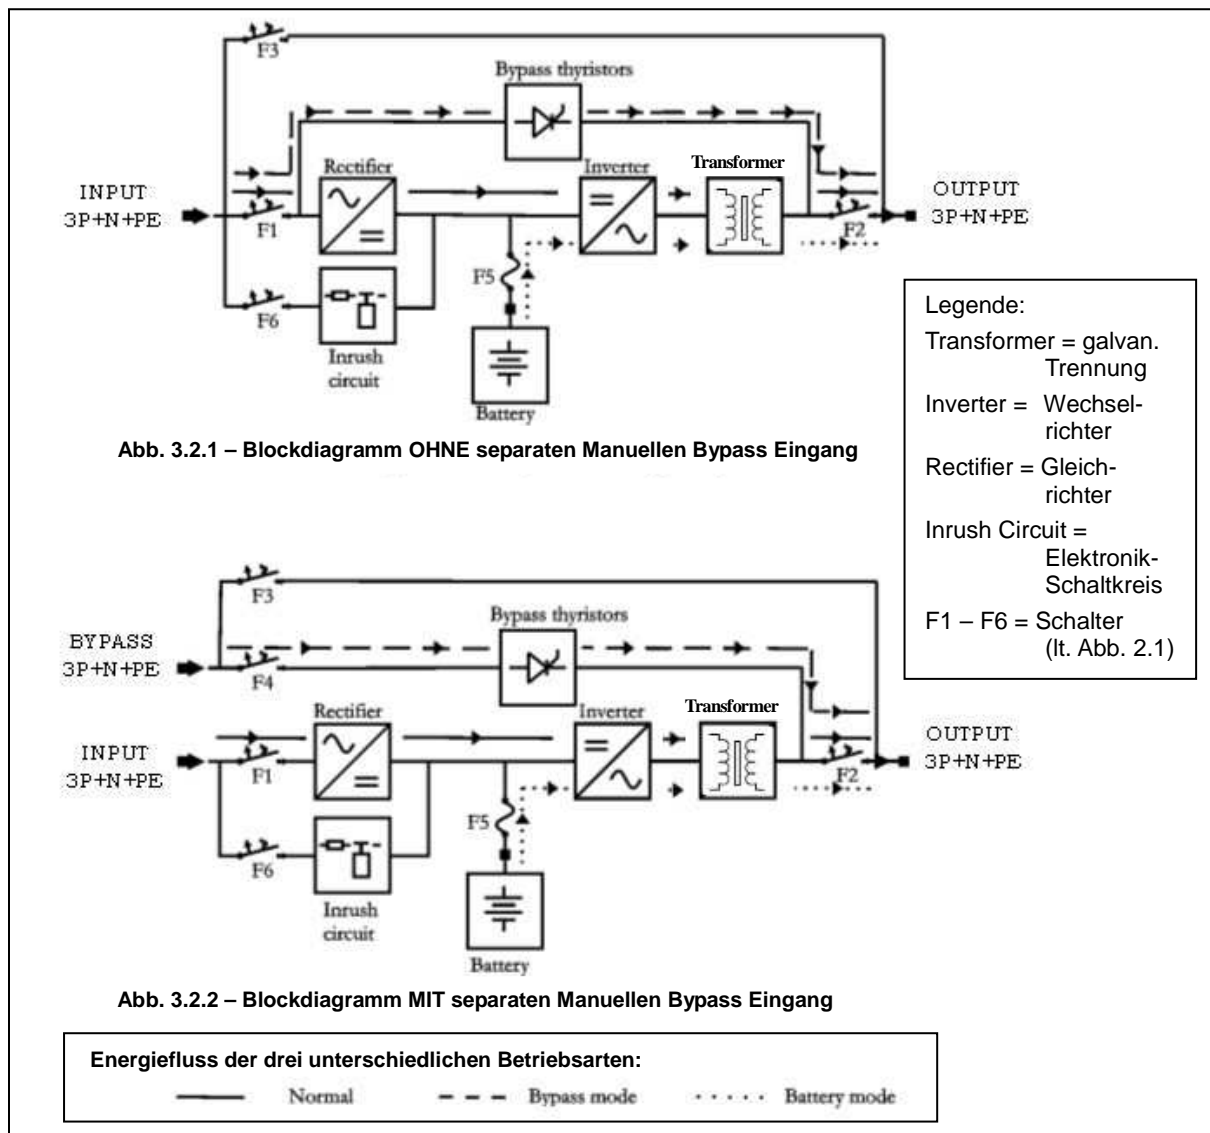 F3
Bypass thyristors
Rectifier
Inverter
Transformer
INPUT
3P+N+PE
F1
F2
OUTPUT
3P+N+PE
F5
F6
Inrush
circuit
Battery
Abb. 3.2.1 – Blockdiagramm OHNE separaten Manuellen Bypass Eingang
Legende:
Transformer = galvan.
Trennung
Inverter = Wechsel-
richter
Rectifier = Gleich-
richter
Inrush Circuit =
Elektronik-
Schaltkreis
F1 – F6 = Schalter
(lt. Abb. 2.1)
F3
Bypass thyristors
BYPASS
3P+N+PE
F4
Rectifier
Inverter
Transformer
INPUT
3P+N+PE
F1
F2
OUTPUT
3P+N+PE
F5
F6
Inrush
circuit
Battery
Abb. 3.2.2 – Blockdiagramm MIT separaten Manuellen Bypass Eingang
Energiefluss der drei unterschiedlichen Betriebsarten:
Normal
Bypass mode
Battery mode